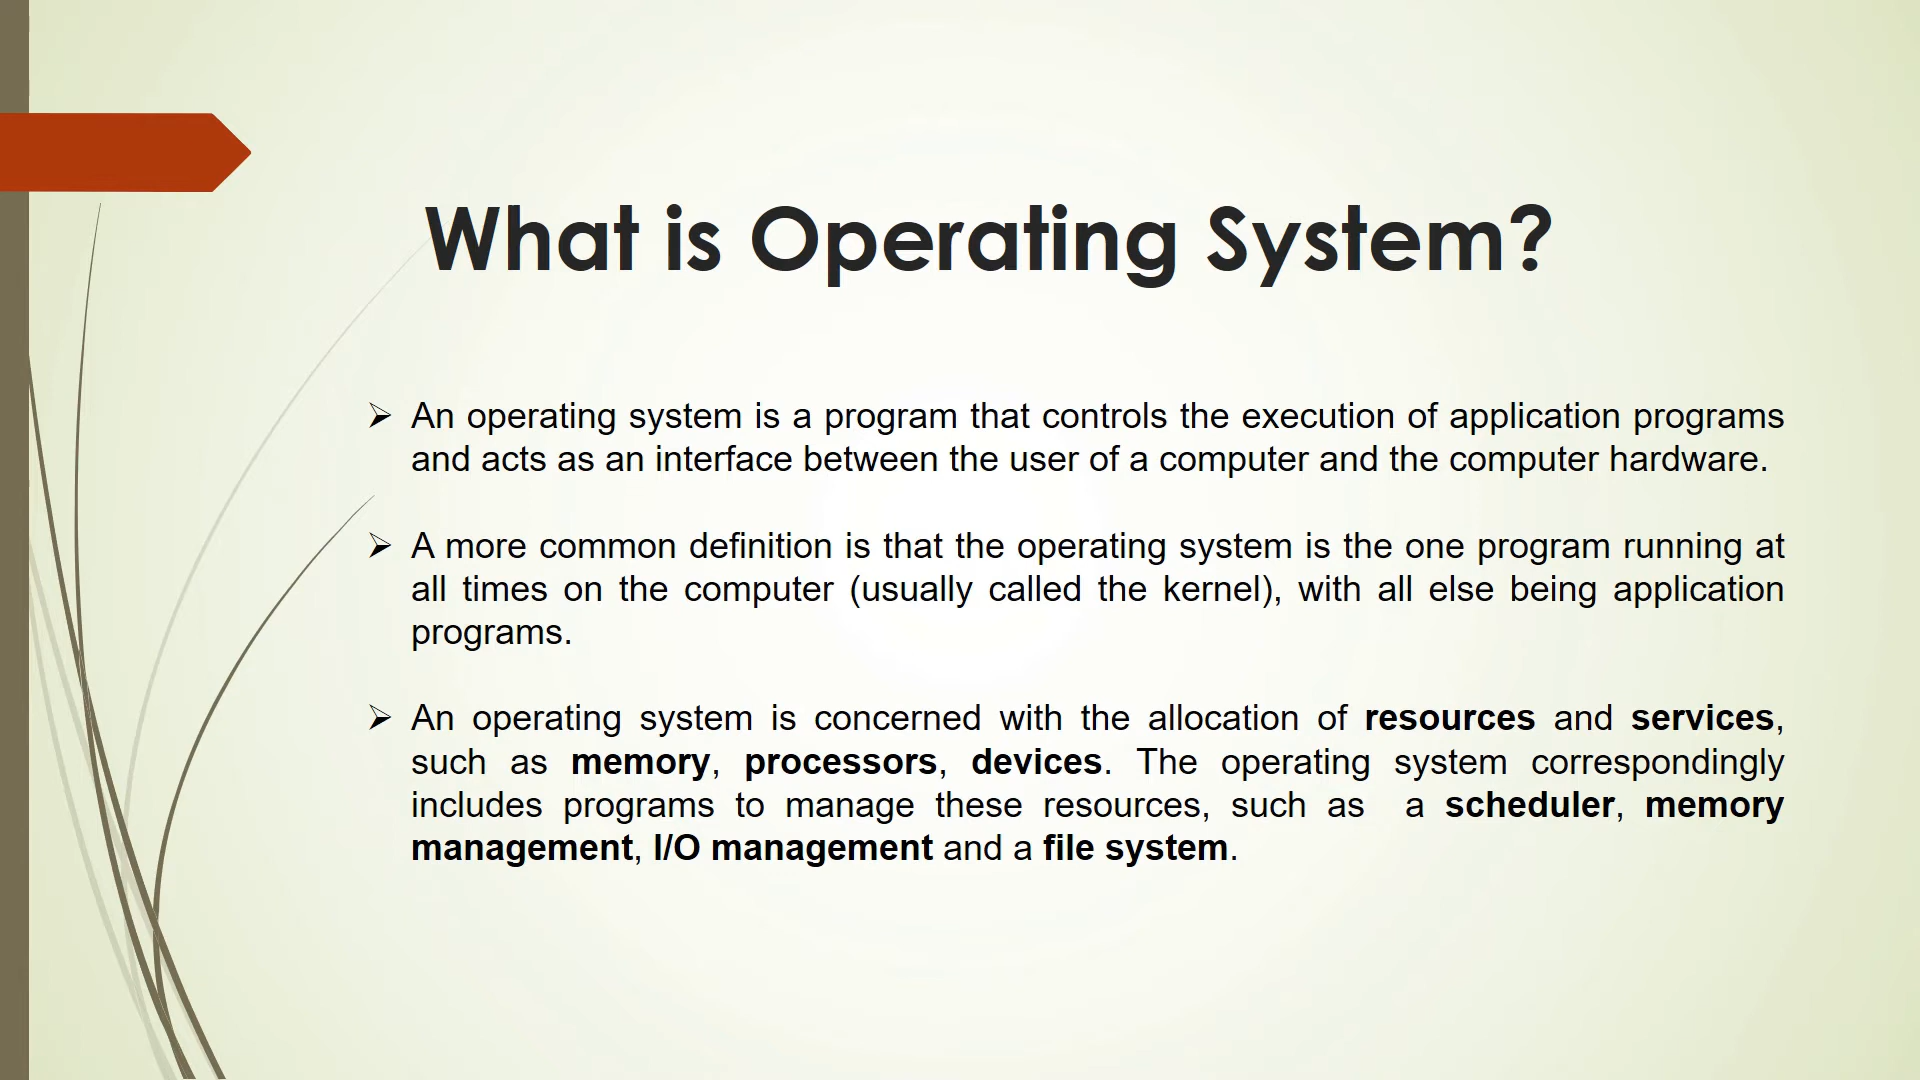 What is Operating System?
➢ An operating system is a program that controls the execution of application programs
and acts as an interface between the user of a computer and the computer hardware.
➢ A more common definition is that the operating system is the one program running at
all times on the computer (usually called the kernel), with all else being application
programs.
➢ An operating system is concerned with the allocation of resources and services,
such as memory, processors, devices. The operating system correspondingly
includes programs to manage these resources, such as a scheduler, memory
management, I/O management and a file system.